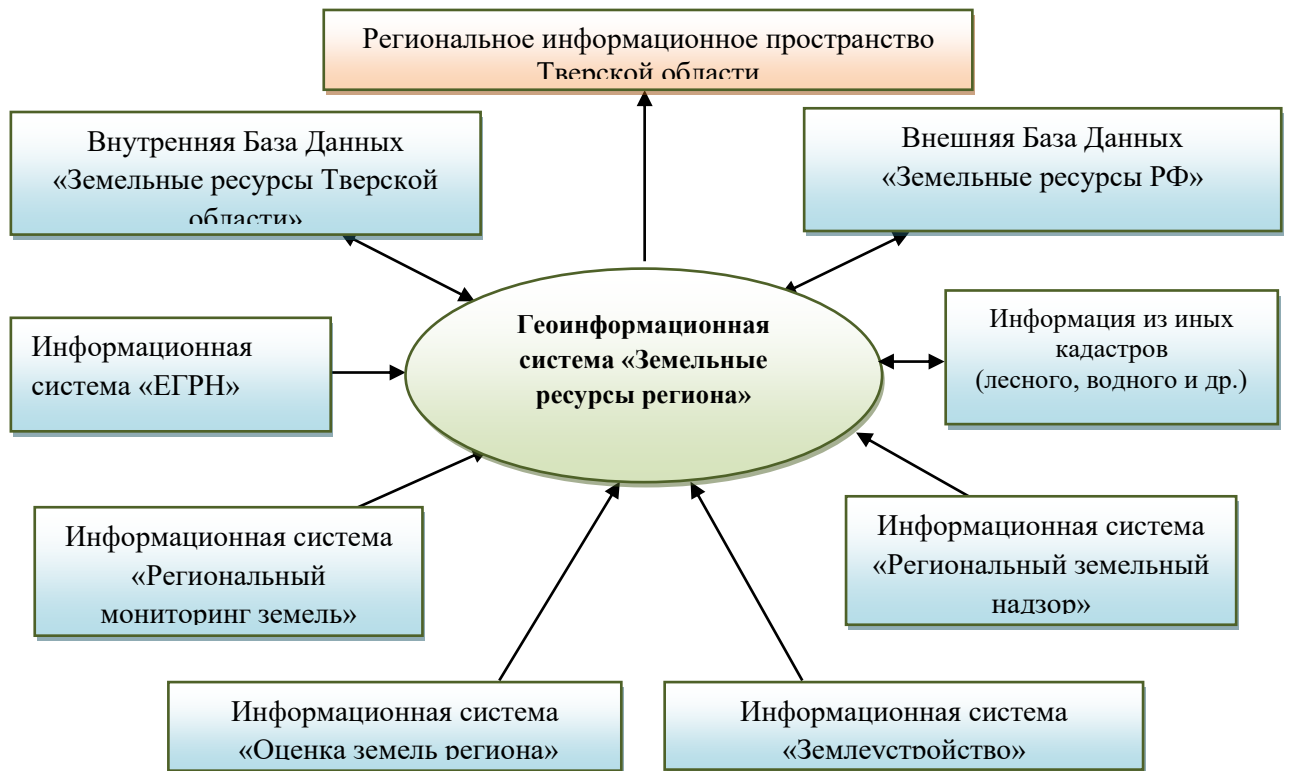 Региональное информационное пространство
Тверской области
Внутренняя База Данных
«Земельные ресурсы Тверской
области»
Внешняя База Данных
«Земельные ресурсы РФ»
Геоинформационная
система «Земельные
ресурсы региона»
Информация из иных
кадастров
(лесного, водного и др.)
Информационная
система «ЕГРН»
Информационная система
«Региональный
мониторинг земель»
Информационная система
«Региональный земельный
надзор»
Информационная система
«Оценка земель региона»
Информационная система
«Землеустройство»